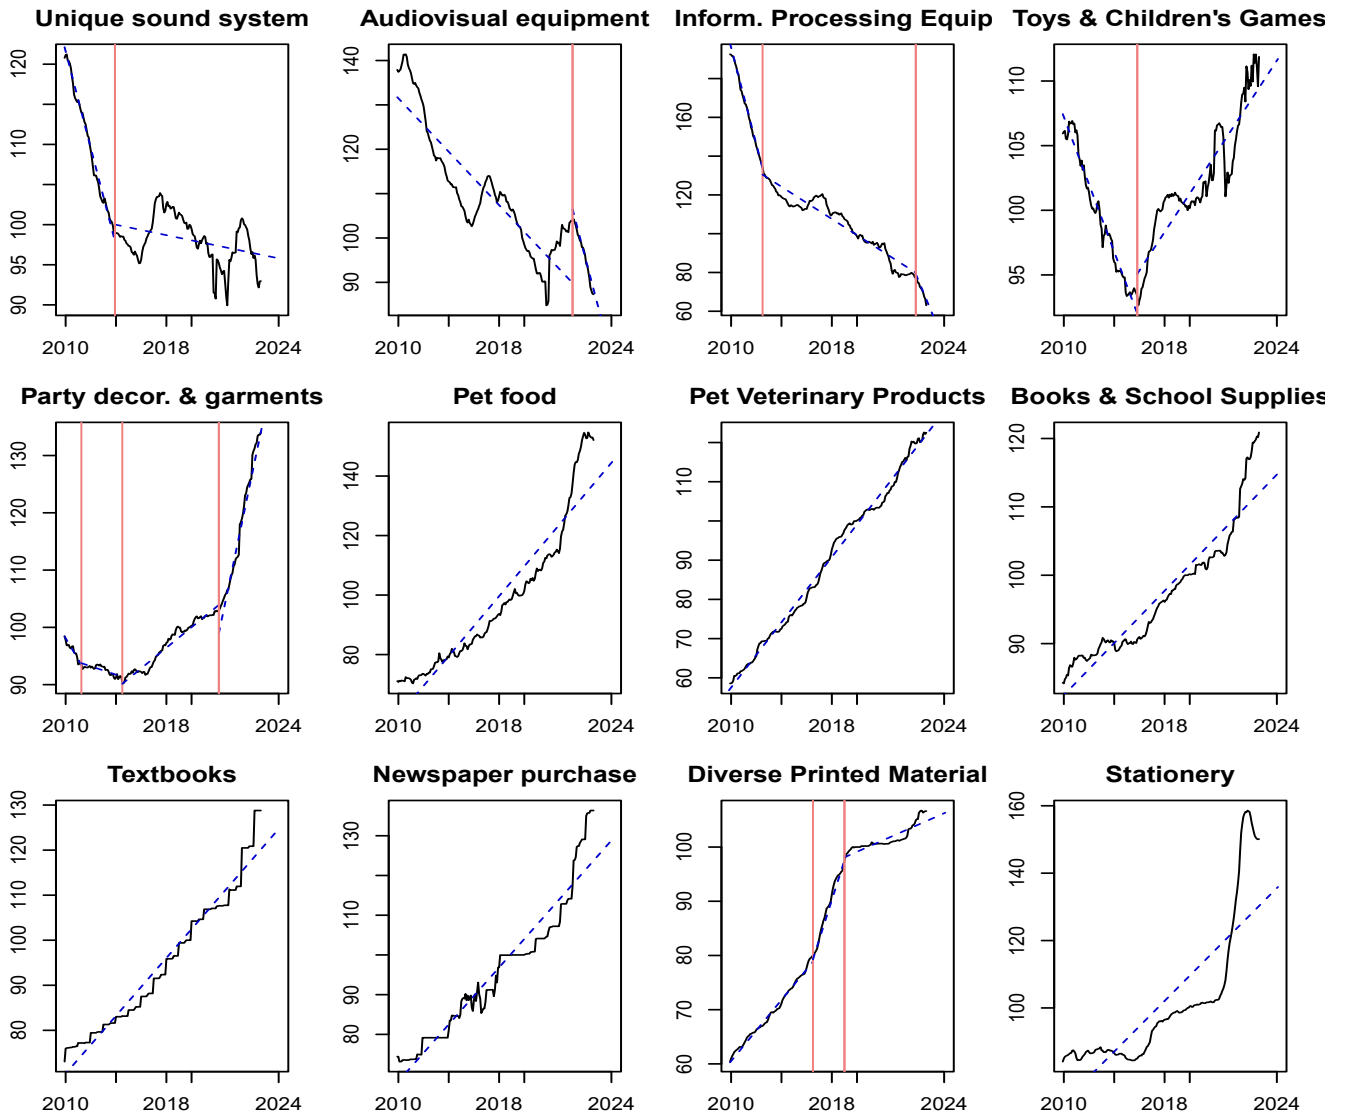 Unique sound system
Audiovisual equipment
Inform. Processing Equip
Toys & Children's Games
90 95 100 110 120
2010 2018 2024
90 100 120 140
2010 2018 2024
60 80 120 160
2010 2018 2024
95 100 105 110
2010 2018 2024
Party decor. & garments
Pet food
Pet Veterinary Products
Books & School Supplies
90 100 110 120 130
2010 2018 2024
80 100 120 140
2010 2018 2024
60 70 80 90 110
2010 2018 2024
90 100 110 120
2010 2018 2024
Textbooks
Newspaper purchase
Diverse Printed Material
Stationery
80 90 100 110 120 130
2010 2018 2024
80 90 110 130
2010 2018 2024
60 70 80 90 100
2010 2018 2024
100 120 140 160
2010 2018 2024